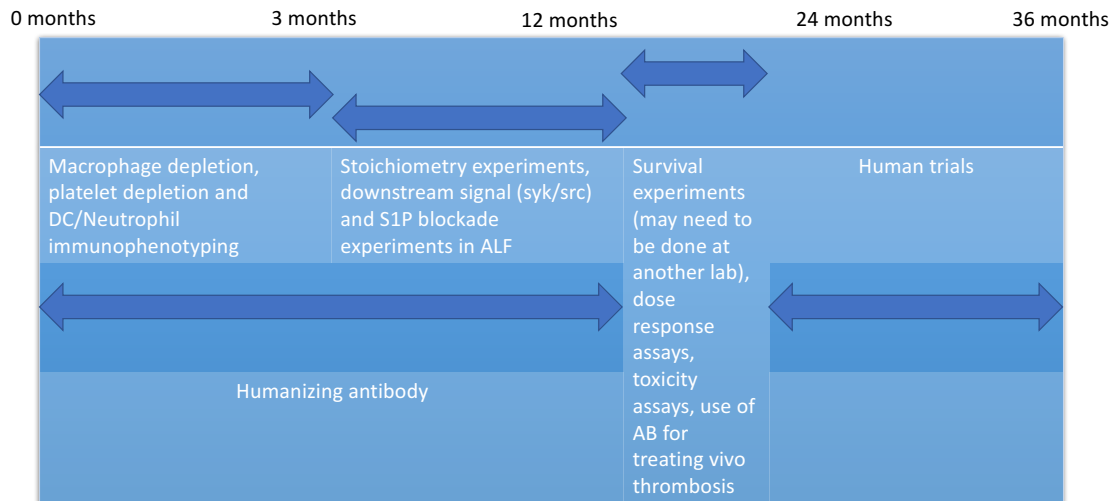 0 months
3 months
12 months
24 months
36 months
Macrophage depletion,
platelet depletion and
DC/Neutrophil
immunophenotyping
Stoichiometry experiments,
downstream signal (syk/src)
and S1P blockade
experiments in ALF
Survival
experiments
(may need to
be done at
another lab),
dose
response
assays,
toxicity
assays, use of
AB for
treating vivo
thrombosis
Human trials
Humanizing antibody